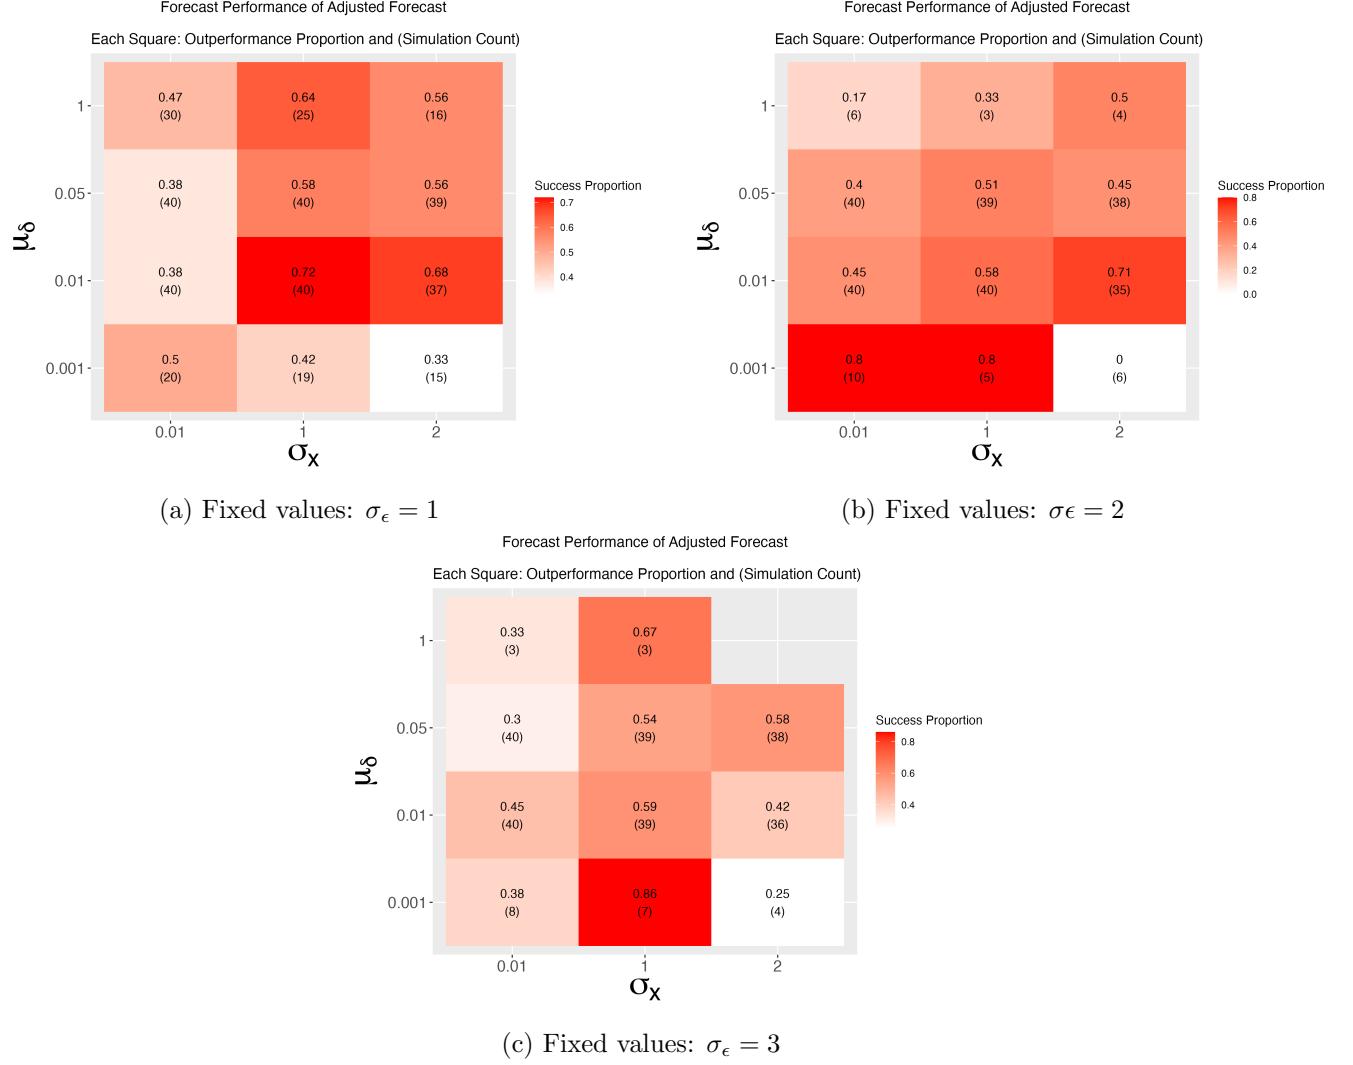 Forecast Performance of Adjusted Forecast
Each Square: Outperformance Proportion and (Simulation Count)
μδ
1
0.05
0.01
0.001
0.47 0.64 0.56
(30) (25) (16)
0.38 0.58 0.56
(40) (40) (39)
0.38 0.72 0.68
(40) (40) (37)
0.5 0.42 0.33
(20) (19) (15)
0.01 1 2
σx
Success Proportion
0.7
0.6
0.5
0.4
(a) Fixed values: σϵ = 1
Forecast Performance of Adjusted Forecast
Each Square: Outperformance Proportion and (Simulation Count)
μδ
1
0.05
0.01
0.001
0.17 0.33 0.5
(6) (3) (4)
0.4 0.51 0.45
(40) (39) (38)
0.45 0.58 0.71
(40) (40) (35)
0.8 0.8 0
(10) (5) (6)
0.01 1 2
σx
Success Proportion
0.8
0.6
0.4
0.2
0.0
(b) Fixed values: σϵ = 2
Forecast Performance of Adjusted Forecast
Each Square: Outperformance Proportion and (Simulation Count)
μδ
1
0.05
0.01
0.001
0.33 0.67
(3) (3)
0.3 0.54 0.58
(40) (39) (38)
0.45 0.59 0.42
(40) (39) (36)
0.38 0.86 0.25
(8) (7) (4)
0.01 1 2
σx
Success Proportion
0.8
0.6
0.4
(c) Fixed values: σϵ = 3